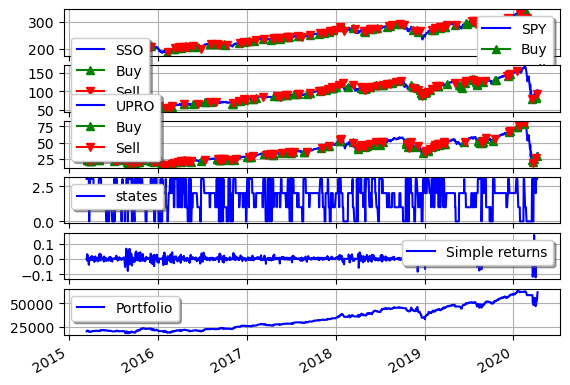 300
200
SPY
Buy
SSO
Buy
Sell
150
100
50
UPRO
Buy
Sell
75
50
25
2.5
0.0
states
0.1
0.0
−0.1
Simple returns
50000
25000
Portfolio
2015
2016
2017
2018
2019
2020